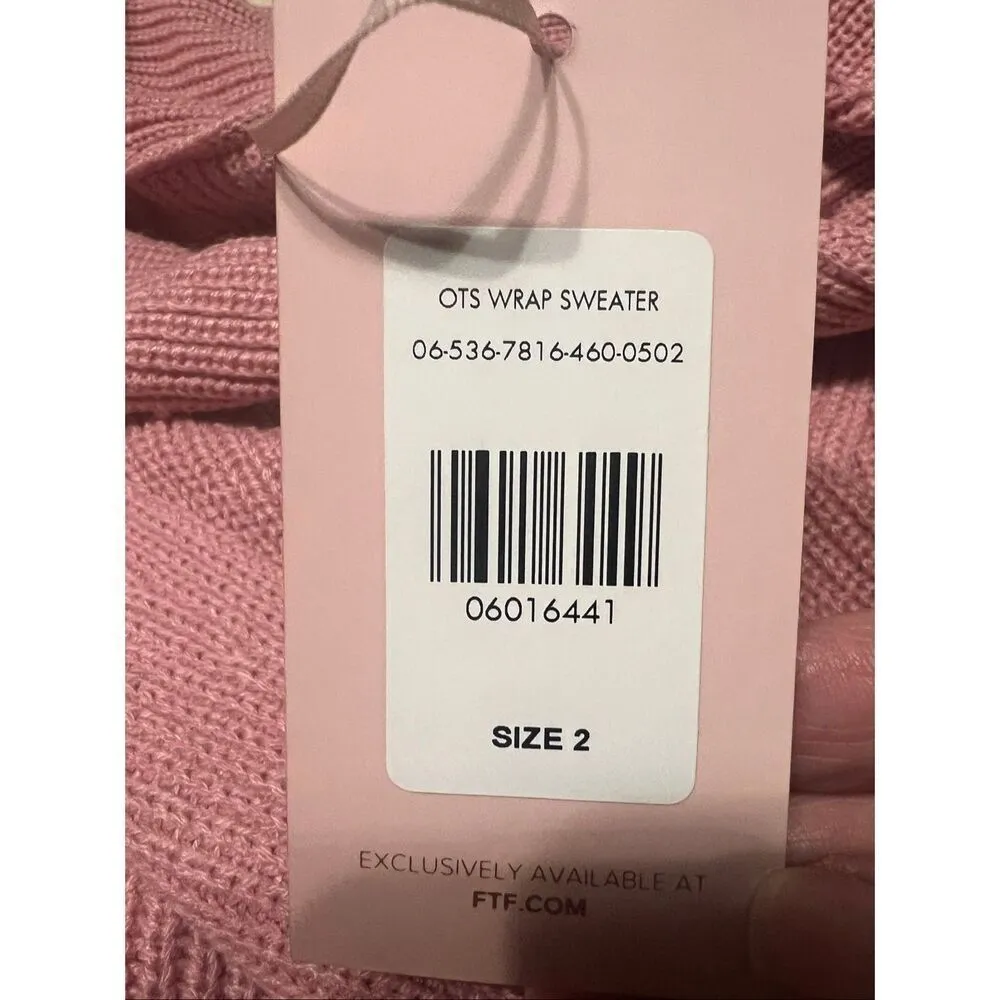 OTS WRAP SWEATER
06-536-7816-460-0502
06016441
SIZE 2
EXCLUSIVELY AVAILABLE AT
FTF.COM